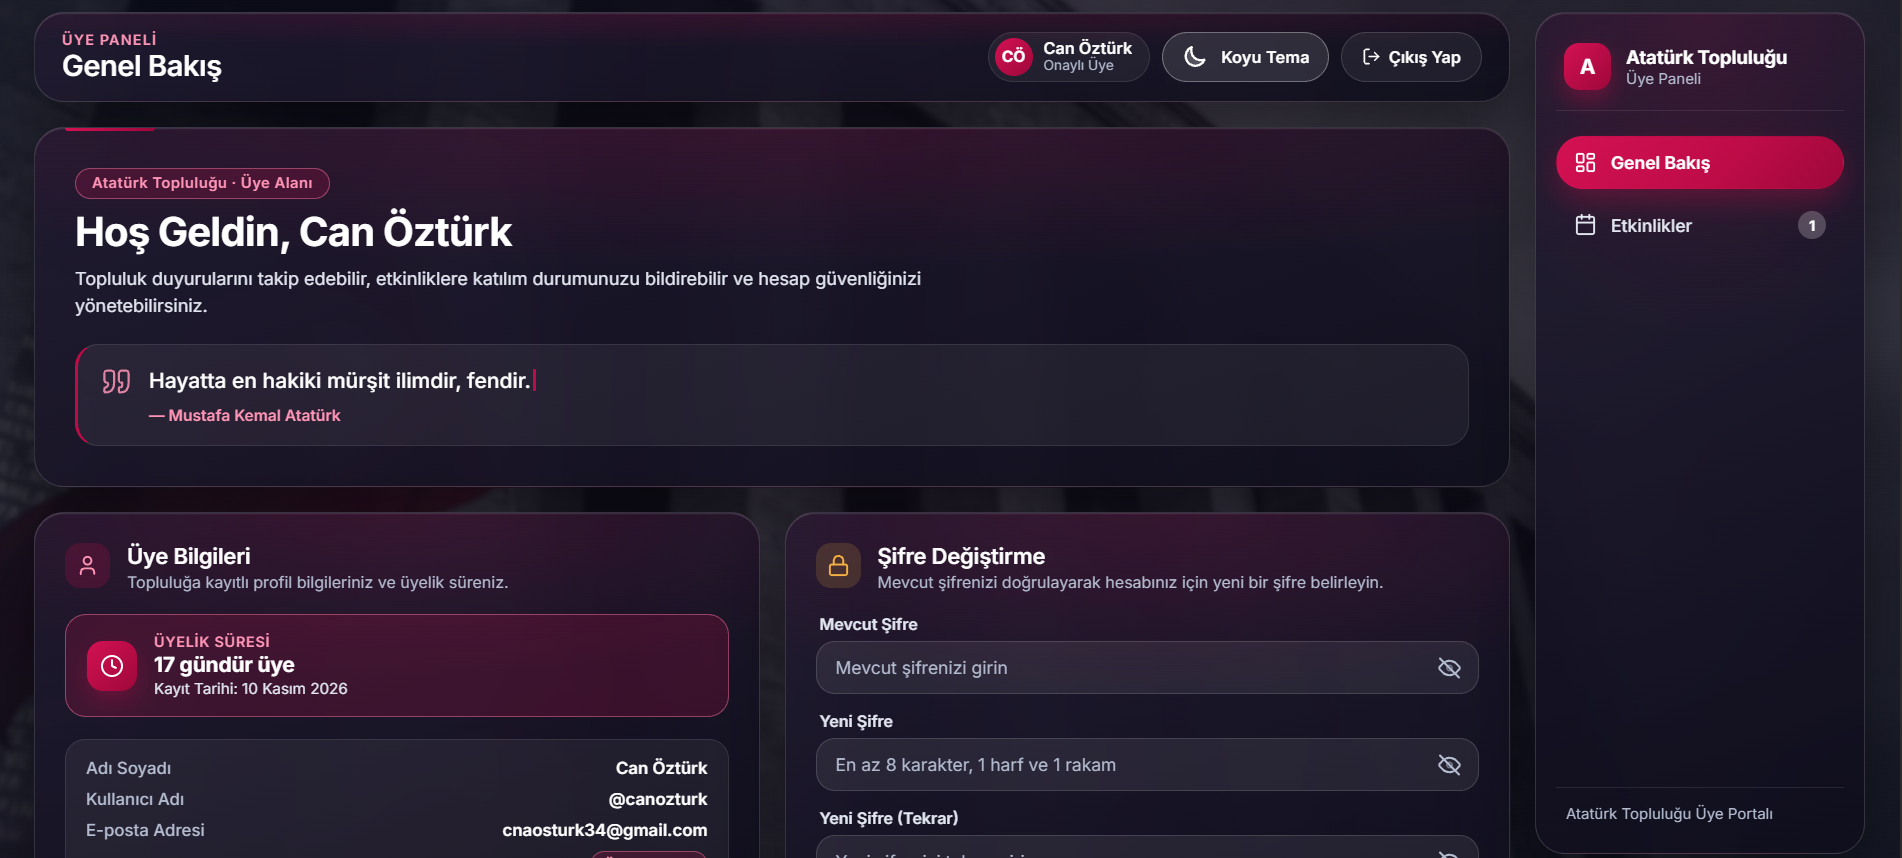 ÜYE PANELİ
Genel Bakış
CÖ
Can Öztürk
Onaylı Üye
Koyu Tema
Çıkış Yap
Atatürk Topluluğu · Üye Alanı
Hoş Geldin, Can Öztürk
Topluluk duyurularını takip edebilir, etkinliklere katılım durumunuzu bildirebilir ve hesap güvenliğinizi
yönetebilirsiniz.
Hayatta en hakiki mürşit ilimdir, fendir.
— Mustafa Kemal Atatürk
Üye Bilgileri
Topluluğa kayıtlı profil bilgileriniz ve üyelik süreniz.
ÜYELİK SÜRESİ
17 gündür üye
Kayıt Tarihi: 10 Kasım 2026
Adı Soyadı Can Öztürk
Kullanıcı Adı @canozturk
E-posta Adresi cnaosturk34@gmail.com
Şifre Değiştirme
Mevcut şifrenizi doğrulayarak hesabınız için yeni bir şifre belirleyin.
Mevcut Şifre
Mevcut şifrenizi girin
Yeni Şifre
En az 8 karakter, 1 harf ve 1 rakam
Yeni Şifre (Tekrar)
A
Atatürk Topluluğu
Üye Paneli
Genel Bakış
Etkinlikler 1
Atatürk Topluluğu Üye Portalı